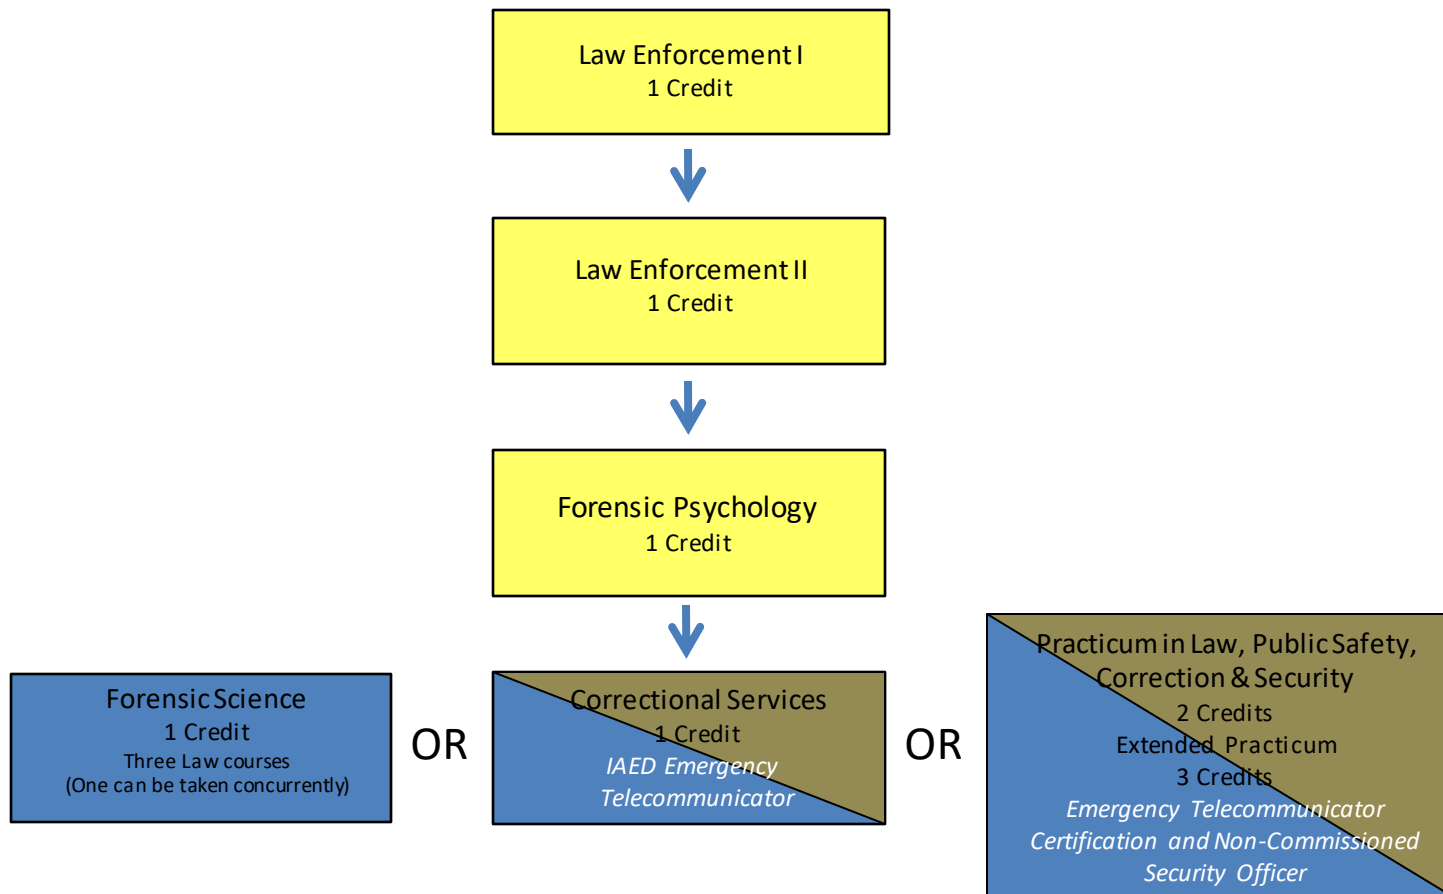 Law Enforcement I
1 Credit
Law Enforcement II
1 Credit
Forensic Psychology
1 Credit
Forensic Science
1 Credit
Three Law courses
(One can be taken concurrently)
OR
Correctional Services
1 Credit
IAED Emergency
Telecommunicator
OR
Practicum in Law, Public Safety,
Correction & Security
2 Credits
Extended Practicum
3 Credits
Emergency Telecommunicator
Certification and Non-Commissioned
Security Officer